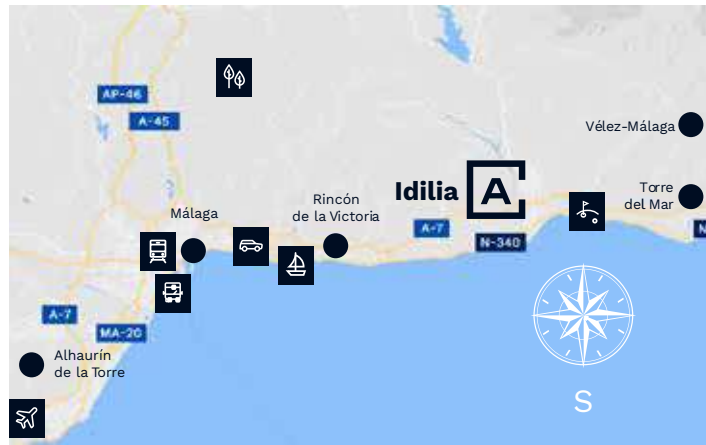 AP-46
A-45
Vélez-Málaga
Idilia A
Torre
del Mar
Rincón
de la Victoria
Málaga
A-7
N-340
N
A-7
MA-20
Alhaurín
de la Torre
S